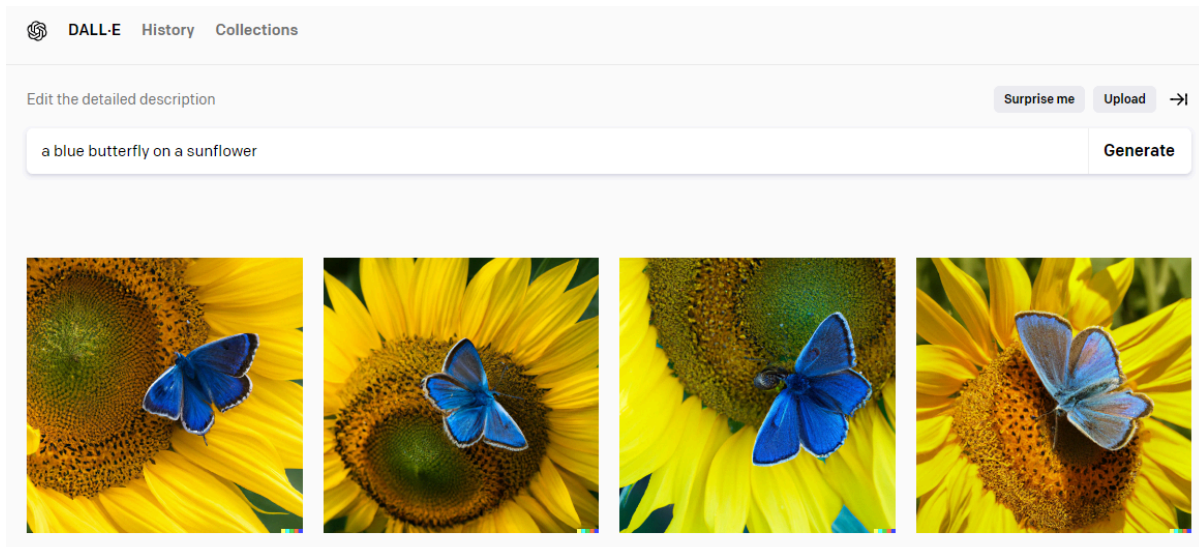 DALL·E History Collections
Edit the detailed description Surprise me Upload
a blue butterfly on a sunflower Generate